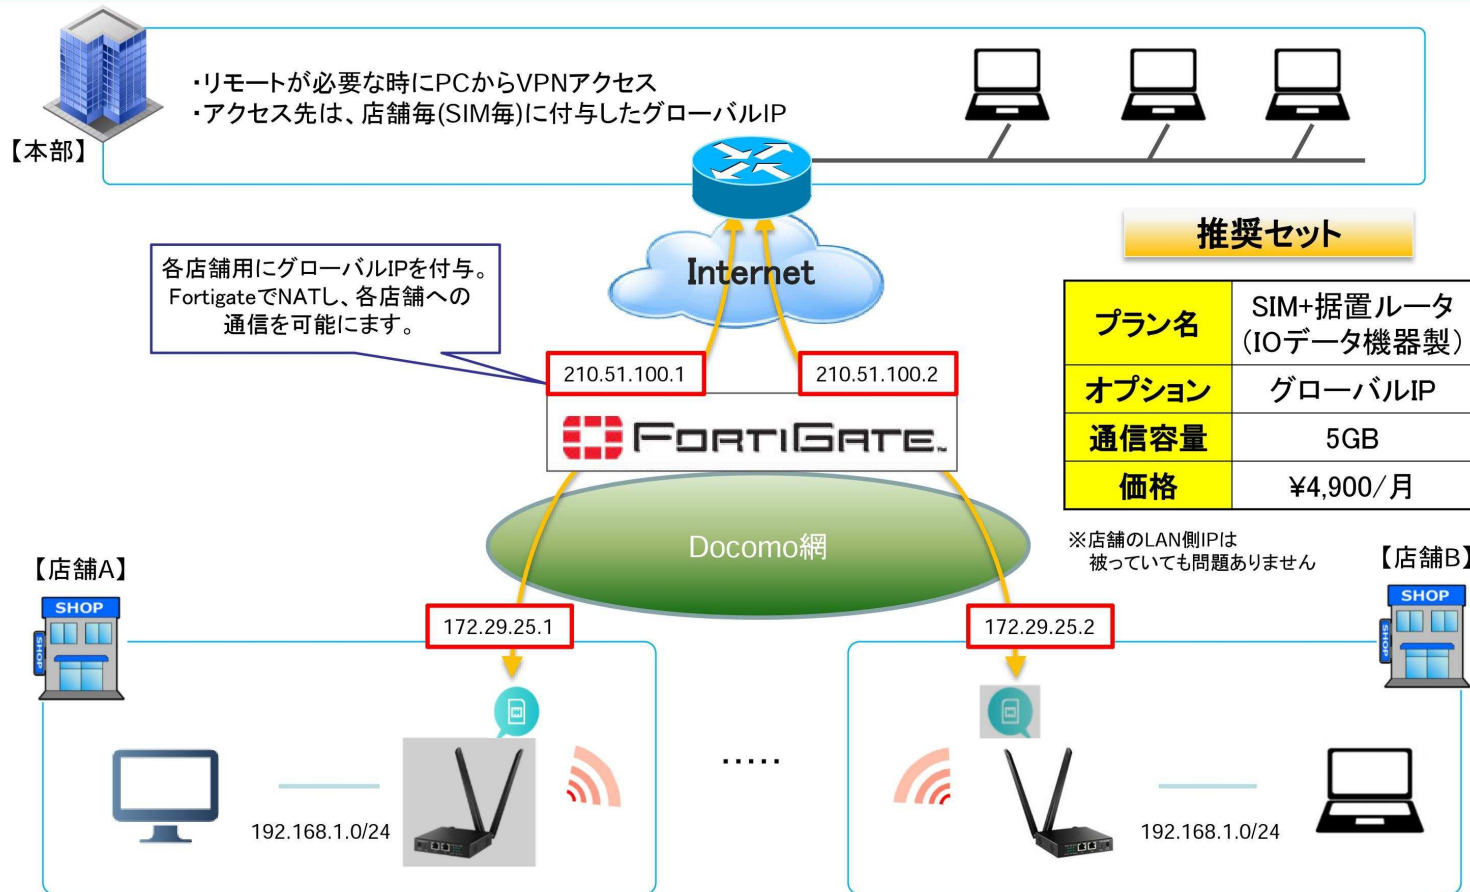 ・リモートが必要な時にPCからVPNアクセス
・アクセス先は、店舗毎(SIM毎)に付与したグローバルIP
【本部】
各店舗用にグローバルIPを付与。
FortigateでNATし、各店舗への
通信を可能にます。
Internet
推奨セット
プラン名
SIM+据置ルータ
(IOデータ機器製)
オプション
グローバルIP
通信容量
5GB
価格
¥4,900/月
※店舗のLAN側IPは
被っていても問題ありません
210.51.100.1
210.51.100.2
FORTIGATE™
Docomo網
【店舗A】
SHOP
SHOP
172.29.25.1
172.29.25.2
【店舗B】
SHOP
SHOP
.....
192.168.1.0/24
192.168.1.0/24